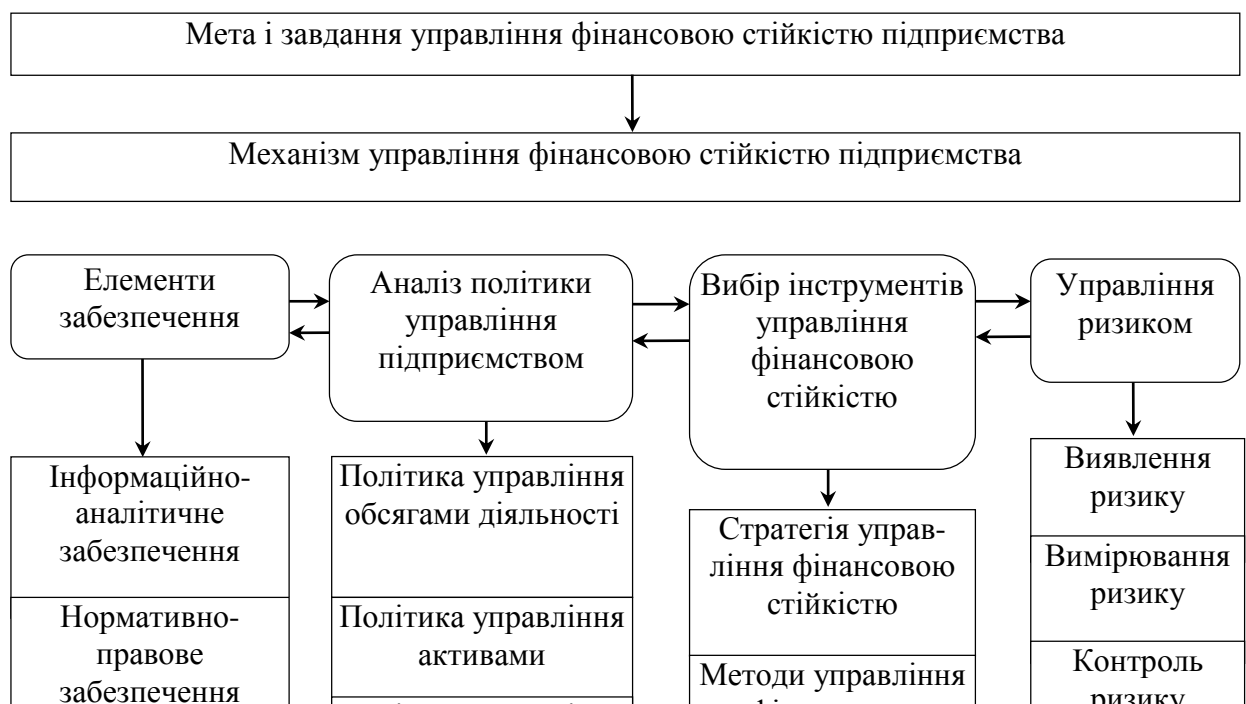 Мета і завдання управління фінансовою стійкістю підприємства
Механізм управління фінансовою стійкістю підприємства
Елементи
забезпечення
Аналіз політики
управління
підприємством
Вибір інструментів
управління
фінансовою
стійкістю
Управління
ризиком
Інформаційно-
аналітичне
забезпечення
Нормативно-
правове
забезпечення
Політика управління
обсягами діяльності
Політика управління
активами
Стратегія управ-
ління фінансовою
стійкістю
Методи управління
Виявлення
ризику
Вимірювання
ризику
Контроль
ризику